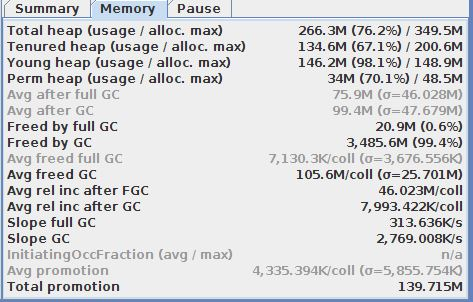 Summary Memory Pause
Total heap (usage / alloc. max) 266.3M (76.2%) / 349.5M
Tenured heap (usage / alloc. max) 134.6M (67.1%) / 200.6M
Young heap (usage / alloc. max) 146.2M (98.1%) / 148.9M
Perm heap (usage / alloc. max) 34M (70.1%) / 48.5M
Avg after full GC 75.9M (σ=46.028M)
Avg after GC 99.4M (σ=47.679M)
Freed by full GC 20.9M (0.6%)
Freed by GC 3,485.6M (99.4%)
Avg freed full GC 7,130.3K/coll (σ=3,676.556K)
Avg freed GC 105.6M/coll (σ=25.701M)
Avg rel inc after FGC 46.023M/coll
Avg rel inc after GC 7,993.422K/coll
Slope full GC 313.636K/s
Slope GC 2,769.008K/s
InitiatingOccFraction (avg / max) n/a
Avg promotion 4,335.394K/coll (σ=5,855.754K)
Total promotion 139.715M